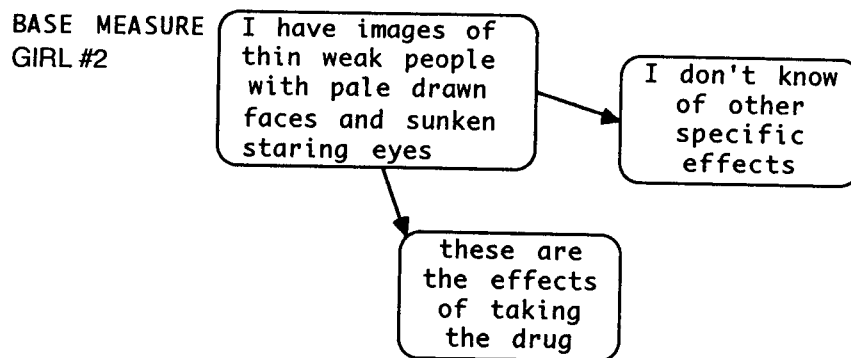 BASE MEASURE
GIRL #2
I have images of
thin weak people
with pale drawn
faces and sunken
staring eyes
I don't know
of other
specific
effects
these are
the effects
of taking
the drug